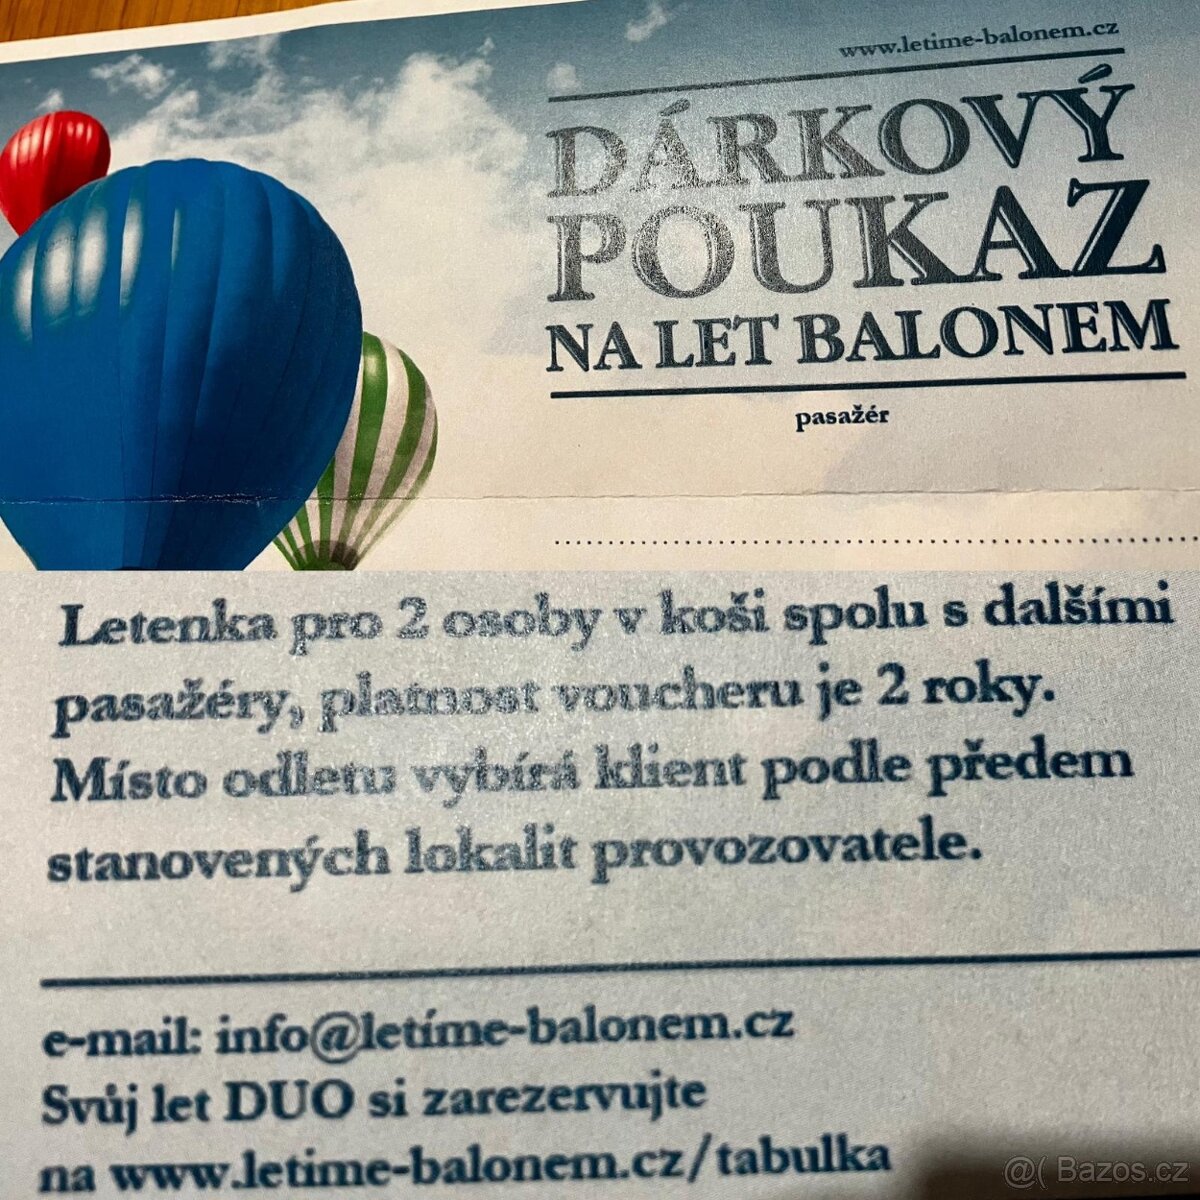 www.letime-balonem.cz
DÁRKOVÝ
POUKAZ
NA LET BALONEM
pasažér
Letenka pro 2 osoby v koši spolu s dalšími
pasažéry, platnost voucheru je 2 roky.
Místo odletu vybírá klient podle předem
stanovených lokalit provozovatele.
e-mail: info@letíme-balonem.cz
Svůj let DUO si zarezervujte
na www.letime-balonem.cz/tabulka
@( Bazos.cz